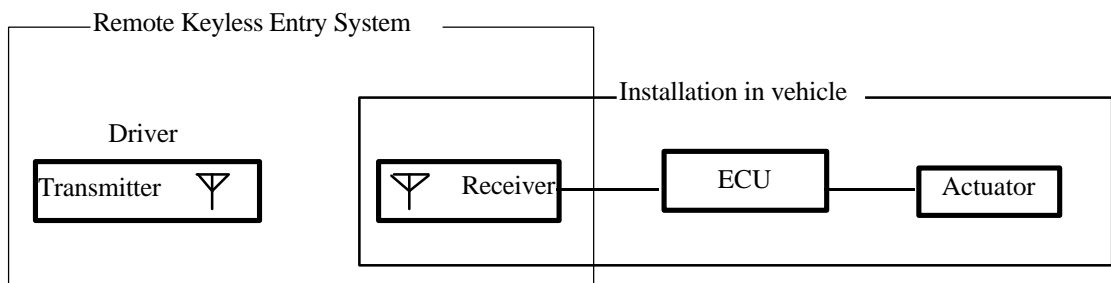 Remote Keyless Entry System
Installation in vehicle
Driver
Transmitter
Receiver
ECU
Actuator